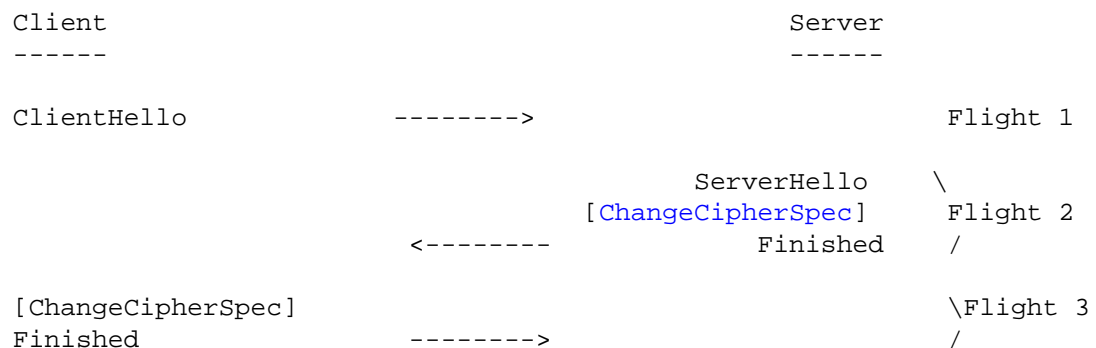 Client                                          Server
------                                          ------
ClientHello             -------->                           Flight 1
ServerHello    \
[ChangeCipherSpec]     Flight 2
<--------             Finished    /
[ChangeCipherSpec]                                          \Flight 3
Finished                 -------->                          /